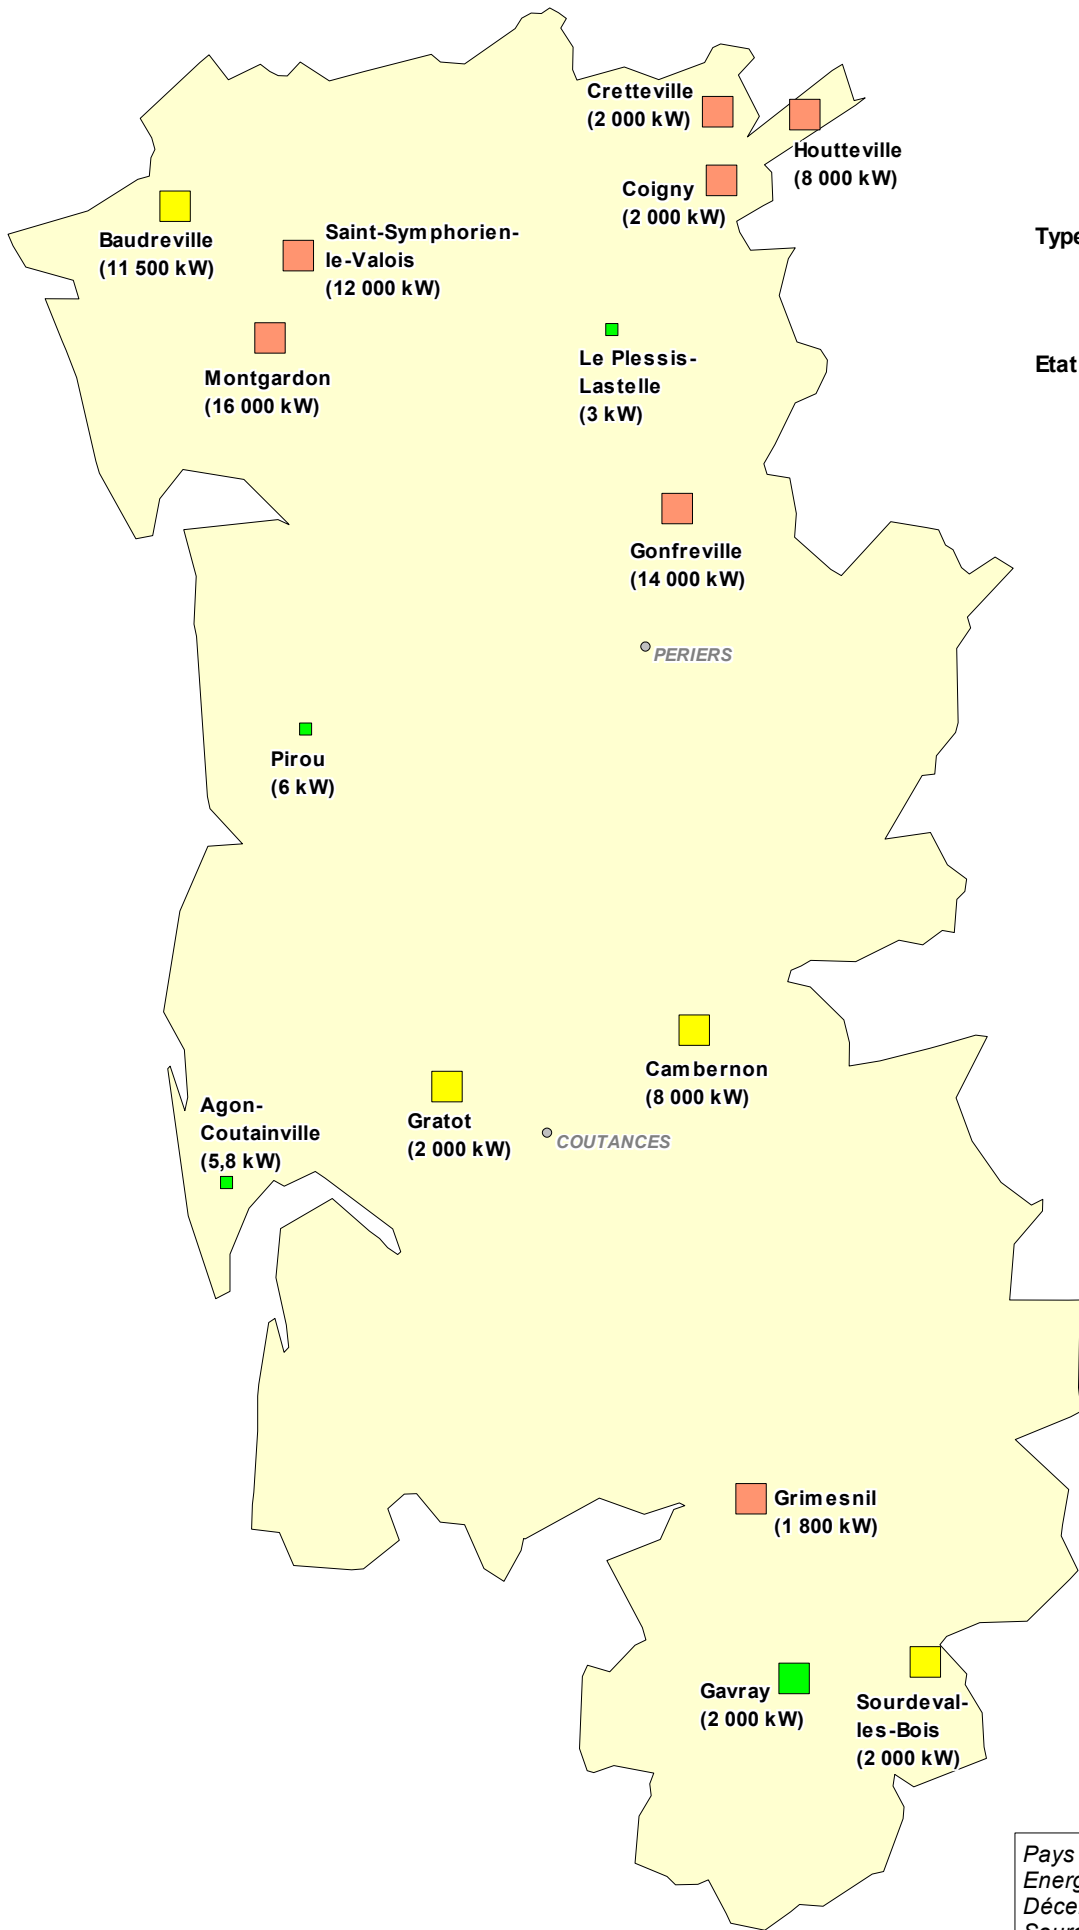 Cretteville
(2 000 kW)
Houtteville
(8 000 kW)
Coigny
(2 000 kW)
Baudreville
(11 500 kW)
Saint-Symphorien-
le-Valois
(12 000 kW)
Type
Montgardon
(16 000 kW)
Le Plessis-
Lastelle
(3 kW)
Etat
Gonfreville
(14 000 kW)
PERIERS
Pirou
(6 kW)
Cambernon
(8 000 kW)
Agon-
Coutainville
(5,8 kW)
Gratot
(2 000 kW)
COUTANCES
Grimesnil
(1 800 kW)
Gavray
(2 000 kW)
Sourdeval-
les-Bois
(2 000 kW)
Pays
Energ
Déce